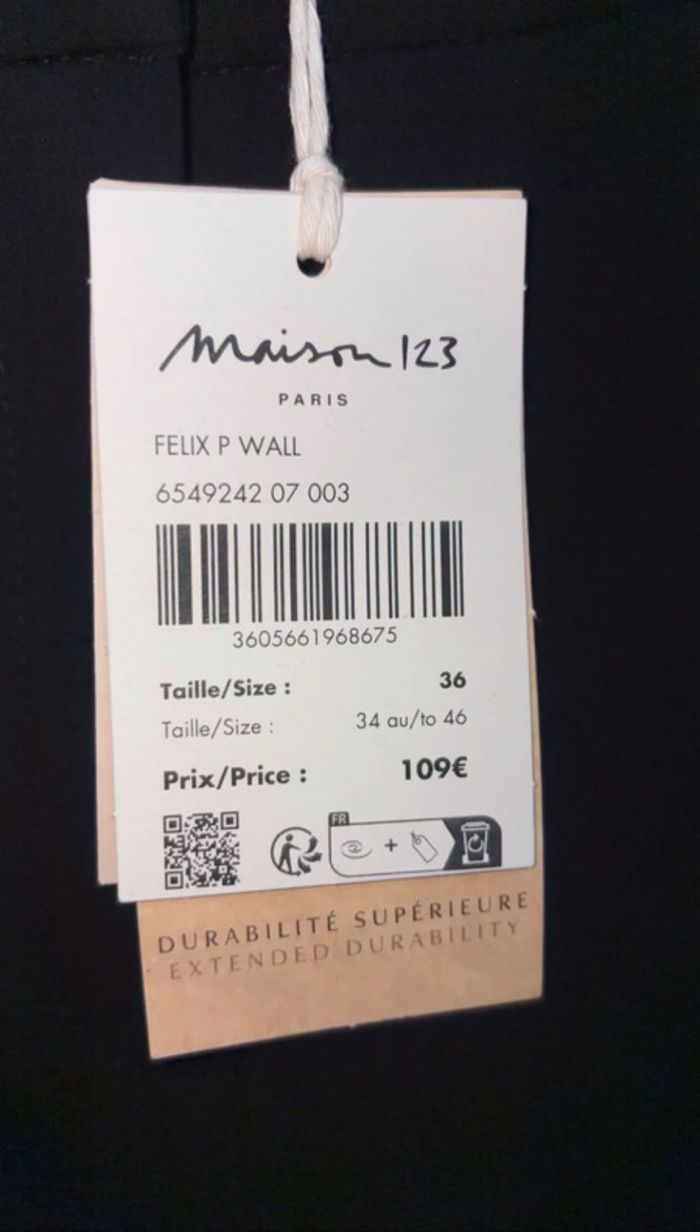 maison 123
PARIS
FELIX P WALL
6549242 07 003
3605661968675
Taille/Size : 36
Taille/Size : 34 au/to 46
Prix/Price : 109€
FR
+
DURABILITÉ SUPÉRIEURE
EXTENDED DURABILITY